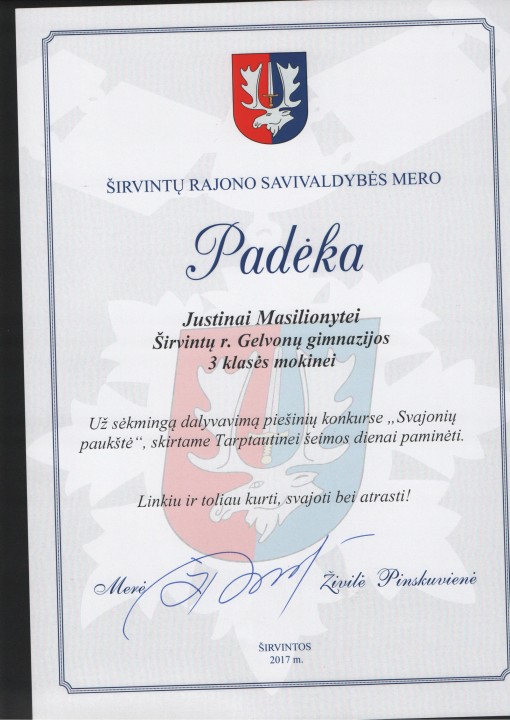 ŠIRVINTŲ RAJONO SAVIVALDYBĖS MERO
Padėka
Justinai Masilionytei
Širvintų r. Gelvonų gimnazijos
3 klasės mokinei
Už sėkmingą dalyvavimą piešinių konkurse „Svajonių
paukštė“, skirtame Tarptautinei šeimos dienai paminėti.
Linkiu ir toliau kurti, svajoti bei atrasti!
Merė Živilė Pinskuvienė
ŠIRVINTOS
2017 m.